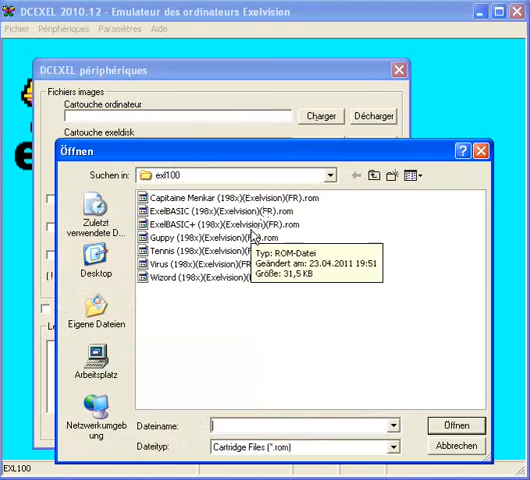 DCEXEL 2010.12 - Emulateur des ordinateurs Exelvision
Fichier Périphériques Paramètres Aide
DCEXEL périphériques
Fichiers images
Cartouche ordinateur
Charger Décharger
Cartouche exeldisk
Öffnen
Suchen in: exl100
Zuletzt verwendete D...
Desktop
Eigene Dateien
Arbeitsplatz
Netzwerkumgeb ung
Capitaine Menkar (198x)(Exelvision)(FR).rom
ExelBASIC (198x)(Exelvision)(FR).rom
ExelBASIC+ (198x)(Exelvision)(FR).rom
Guppy (198x)(Exelvision)(FR).rom
Tennis (198x)(Exelvision)(F
Virus (198x)(Exelvision)(FR
Wizord (198x)(Exelvision)(
Typ: ROM-Datei
Geändert am: 23.04.2011 19:51
Größe: 31,5 KB
Dateiname: Öffnen
Dateityp: Cartridge Files (*.rom) Abbrechen
EXL100